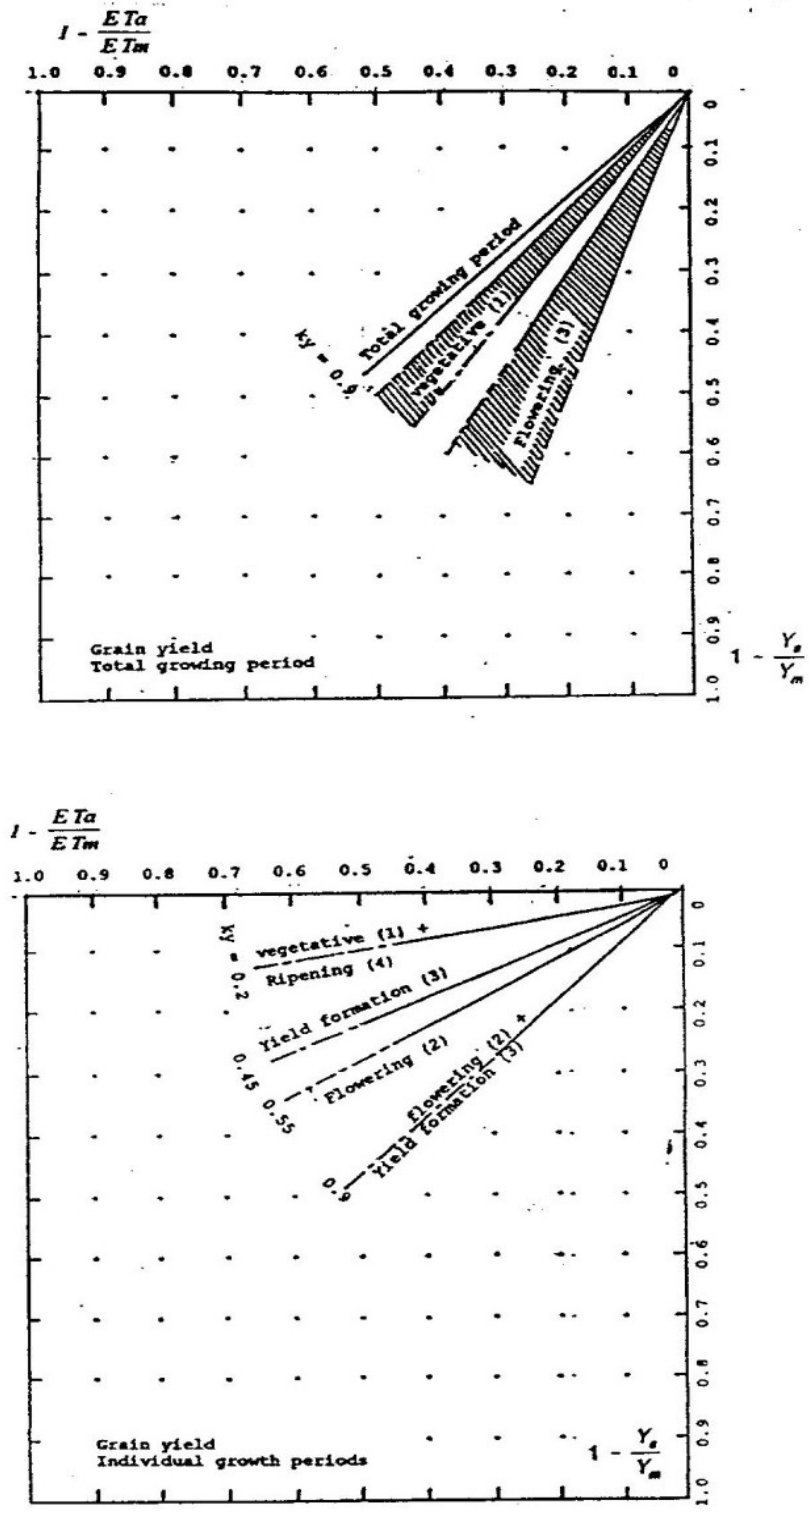 I - ETa
ETm
1.0 0.9 0.8 0.7 0.6 0.5 0.4 0.3 0.2 0.1 0
0
0.1
0.2
0.3
0.4
0.5
0.6
0.7
0.8
0.9
1.0
Total growing period
ky = 0.9
vegetative (1)
Flowering (3)
Grain yield
Total growing period
1 - Ya
Ym
I - ETa
ETm
1.0 0.9 0.8 0.7 0.6 0.5 0.4 0.3 0.2 0.1 0
0
0.1
0.2
0.3
0.4
0.5
0.6
0.7
0.8
0.9
1.0
ky = 0.2
vegetative (1) +
Ripening (4)
Yield formation (3)
0.45
Flowering (2)
0.55
flowering (2) +
Yield formation (3)
0.9
Grain yield
Individual growth periods
1 - Ya
Ym